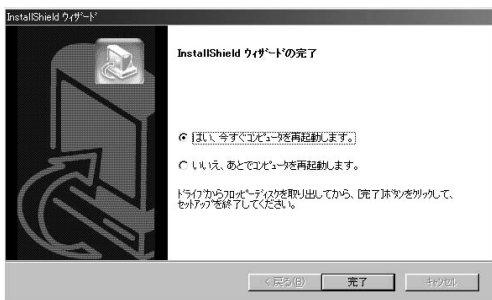 InstallShield ウィザード
InstallShield ウィザードの完了
はい、今すぐコンピュータを再起動します。
いいえ、あとでコンピュータを再起動します。
ドライブからフロッピーディスクを取り出してから、[完了]ボタンをクリックして、
セットアップを終了してください。
< 戻る(B)
完了
キャンセル